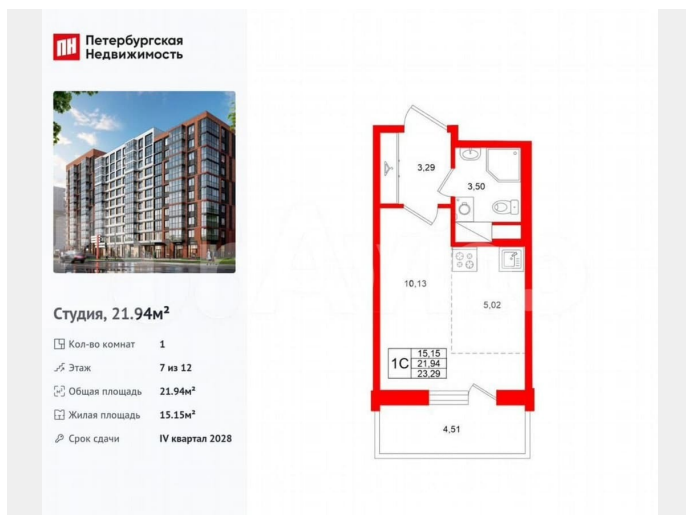 Петербургская
Недвижимость
ПН
Студия, 21.94м²
Кол-во комнат 1
Этаж 7 из 12
Общая площадь 21.94м²
Жилая площадь 15.15м²
Срок сдачи IV квартал 2028
3,29
3,50
10,13
5,02
1С
15,15
21,94
23,29
4,51